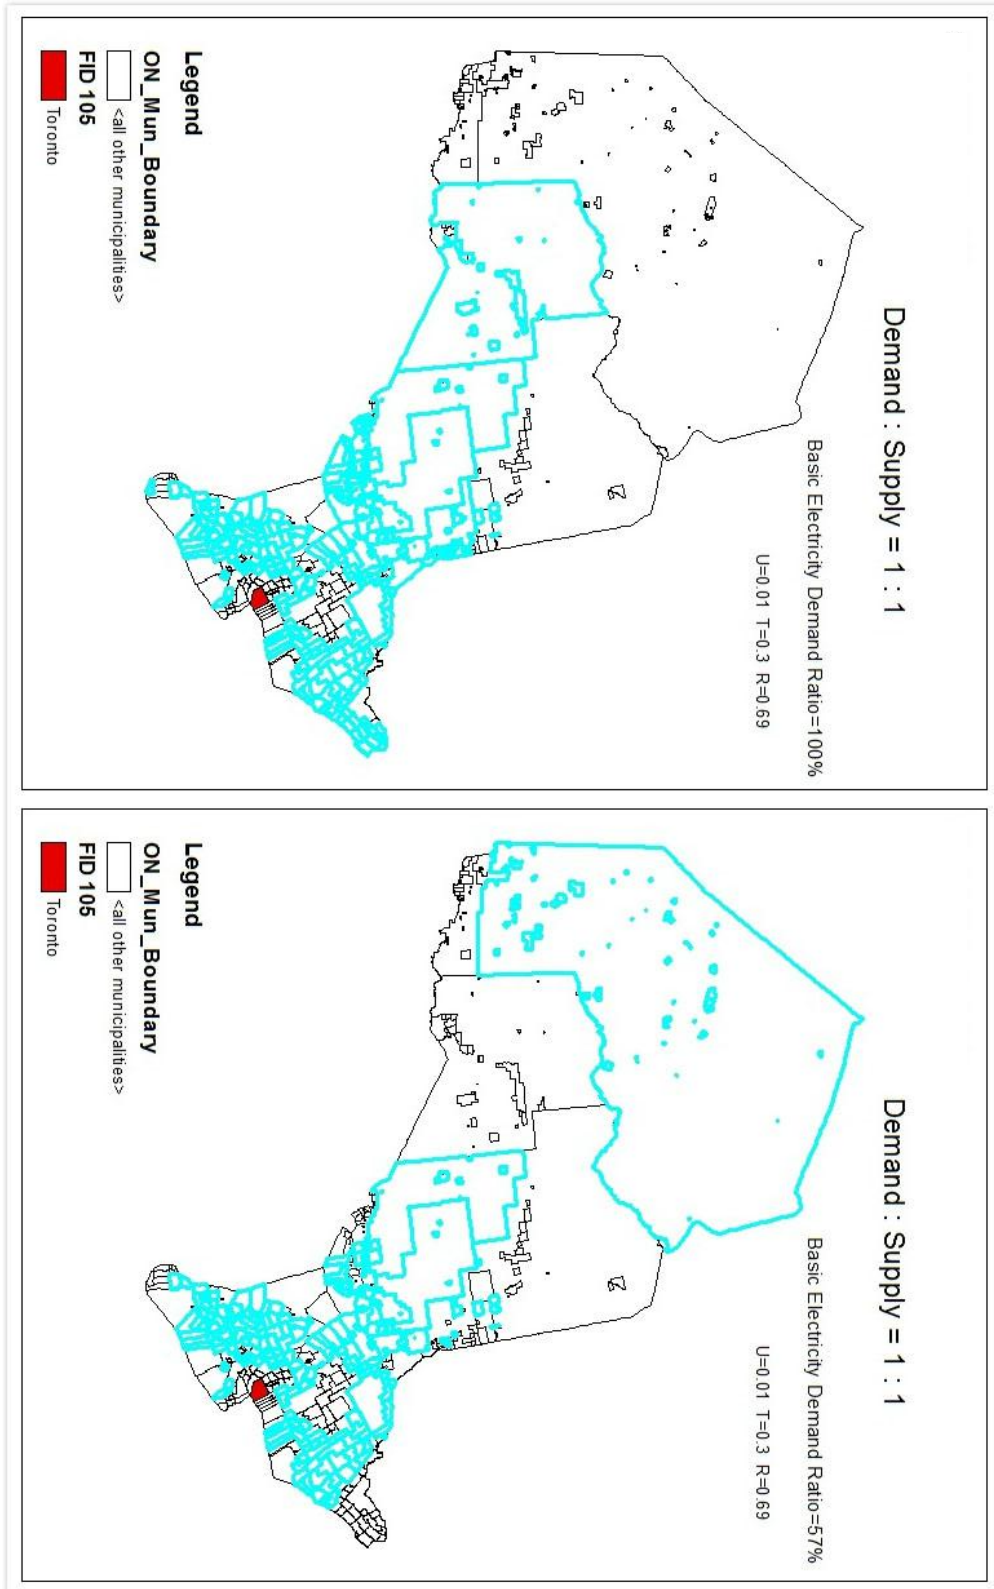 Demand : Supply = 1 : 1
Basic Electricity Demand Ratio=100%
U=0.01 T=0.3 R=0.69
Legend
ON_Mun_Boundary
<all other municipalities>
FID 105
Toronto
Demand : Supply = 1 : 1
Basic Electricity Demand Ratio=57%
U=0.01 T=0.3 R=0.69
Legend
ON_Mun_Boundary
<all other municipalities>
FID 105
Toronto